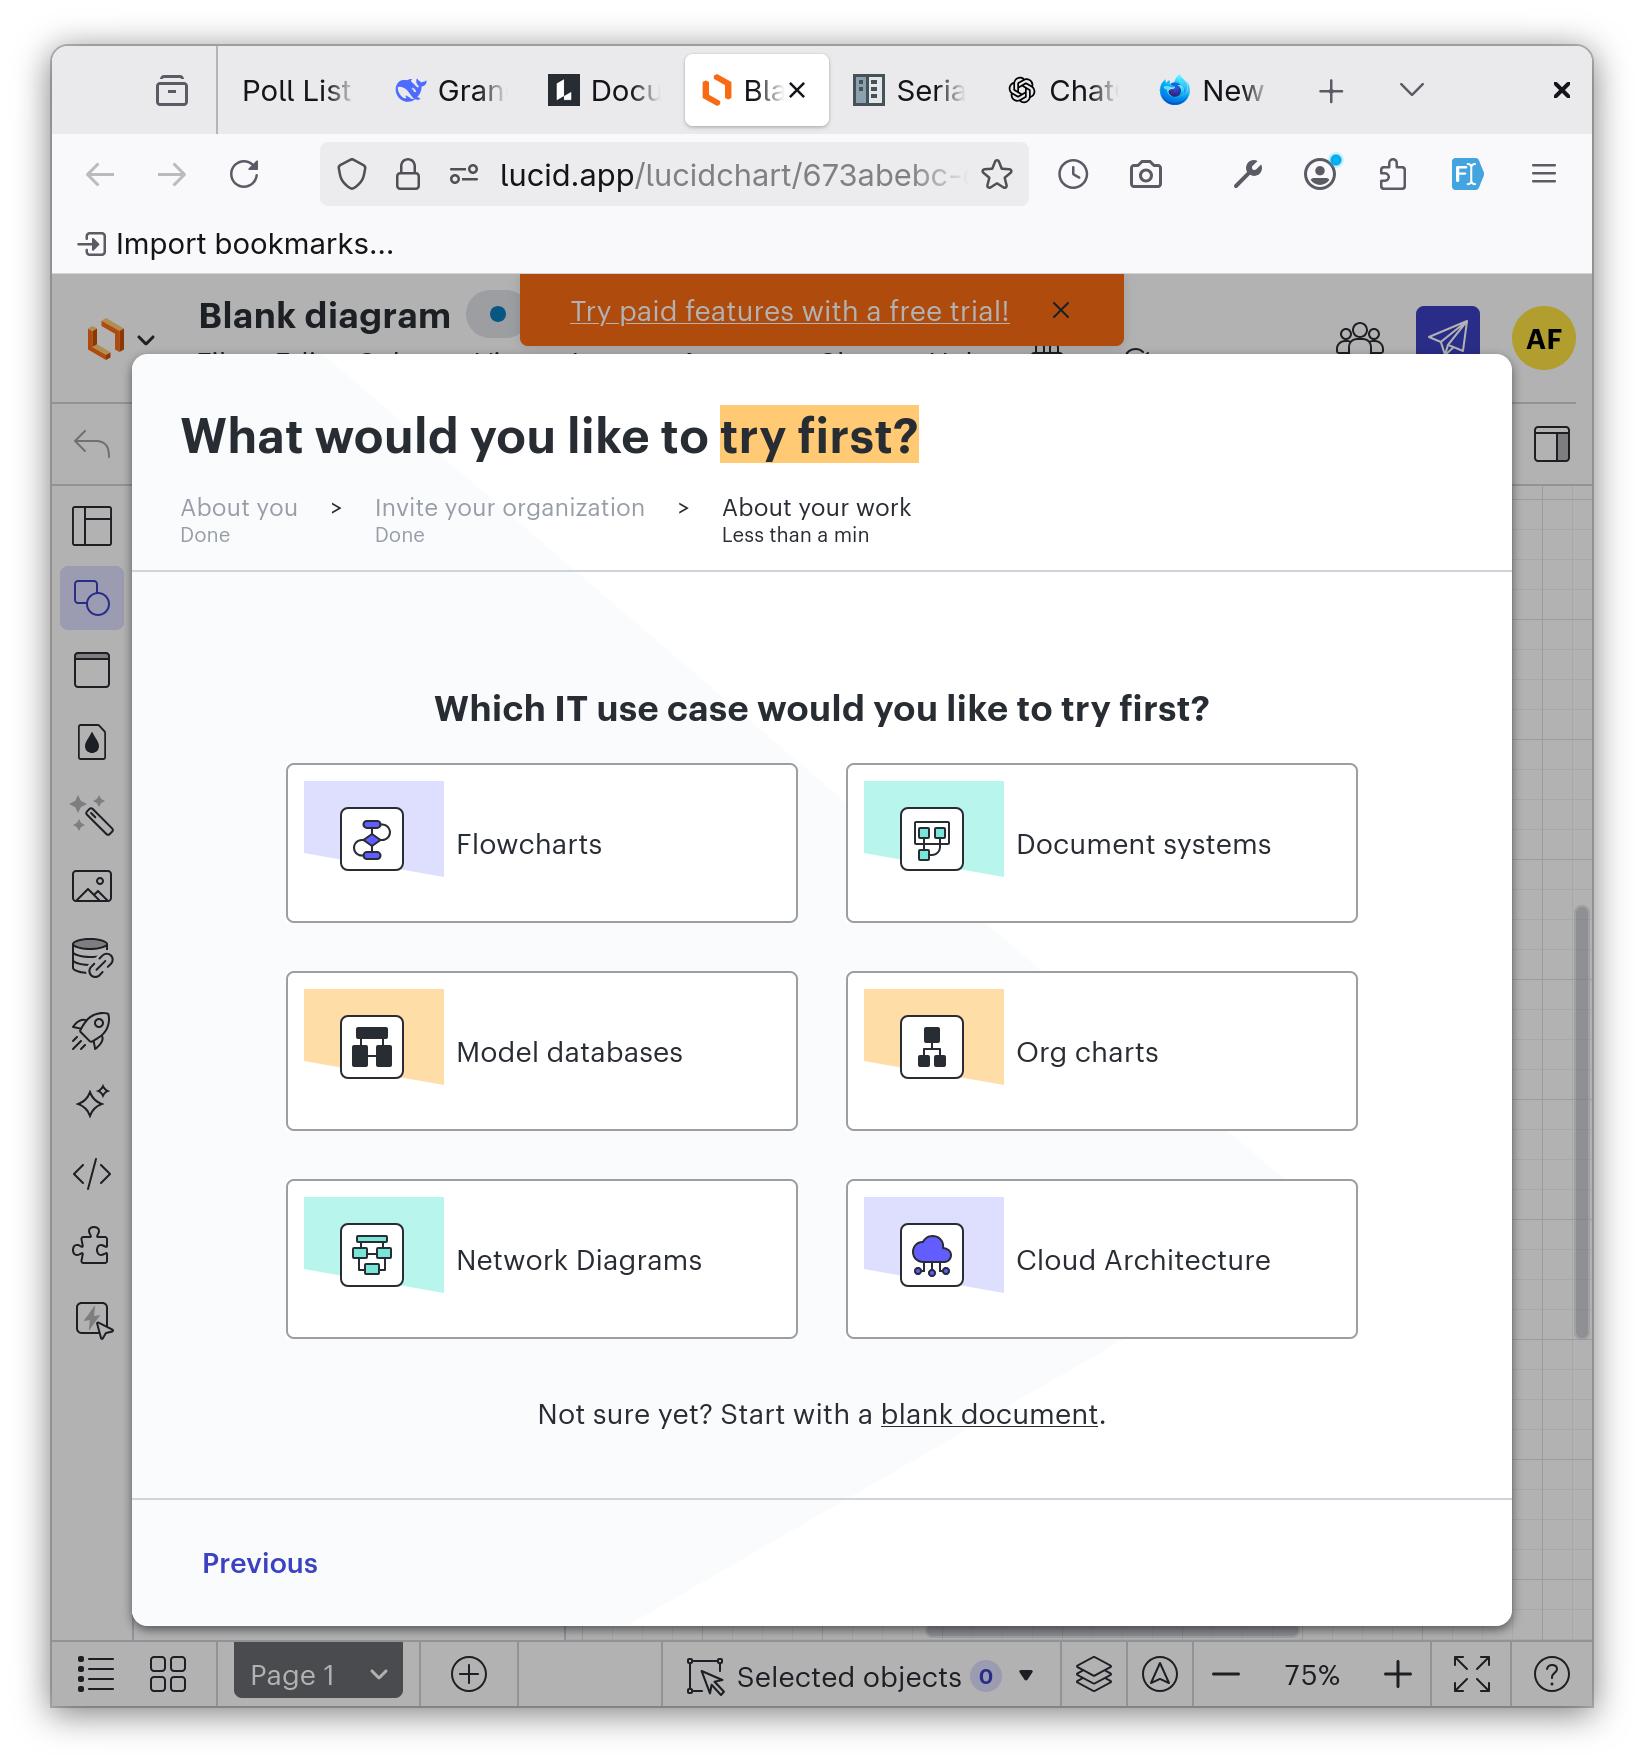 Poll List
Gran
Docu
Bla
Seria
Chat
New
lucid.app/lucidchart/673abebc-
Import bookmarks...
Blank diagram
Try paid features with a free trial!
AF
What would you like to try first?
About you > Invite your organization > About your work
Done Done Less than a min
Which IT use case would you like to try first?
Flowcharts
Document systems
Model databases
Org charts
Network Diagrams
Cloud Architecture
Not sure yet? Start with a blank document.
Previous
Page 1
Selected objects 0
75%